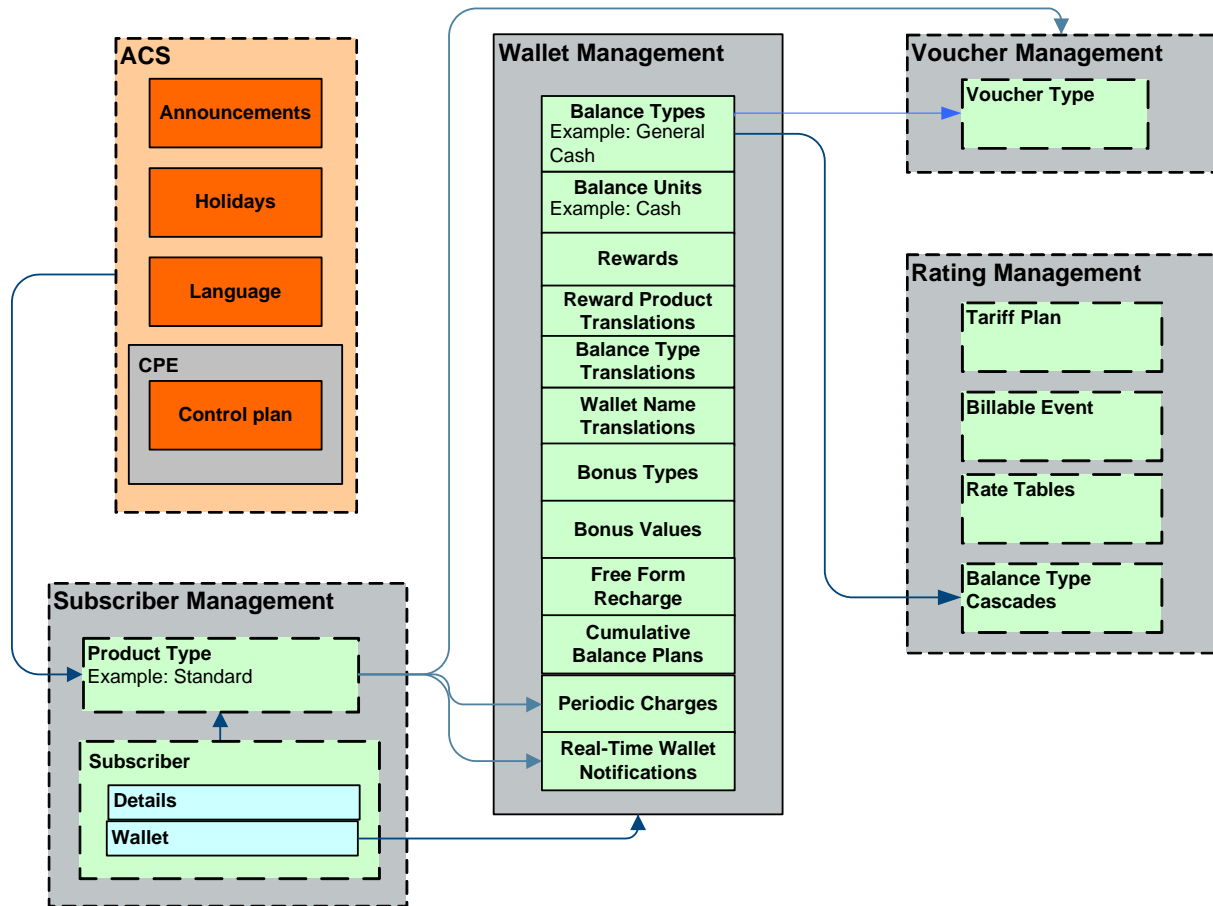 ACS
Announcements
Holidays
Language
CPE
Control plan
Subscriber Management
Product Type
Example: Standard
Subscriber
Details
Wallet
Wallet Management
Balance Types
Example: General
Cash
Balance Units
Example: Cash
Rewards
Reward Product
Translations
Balance Type
Translations
Wallet Name
Translations
Bonus Types
Bonus Values
Free Form
Recharge
Cumulative
Balance Plans
Periodic Charges
Real-Time Wallet
Notifications
Voucher Management
Voucher Type
Rating Management
Tariff Plan
Billable Event
Rate Tables
Balance Type
Cascades